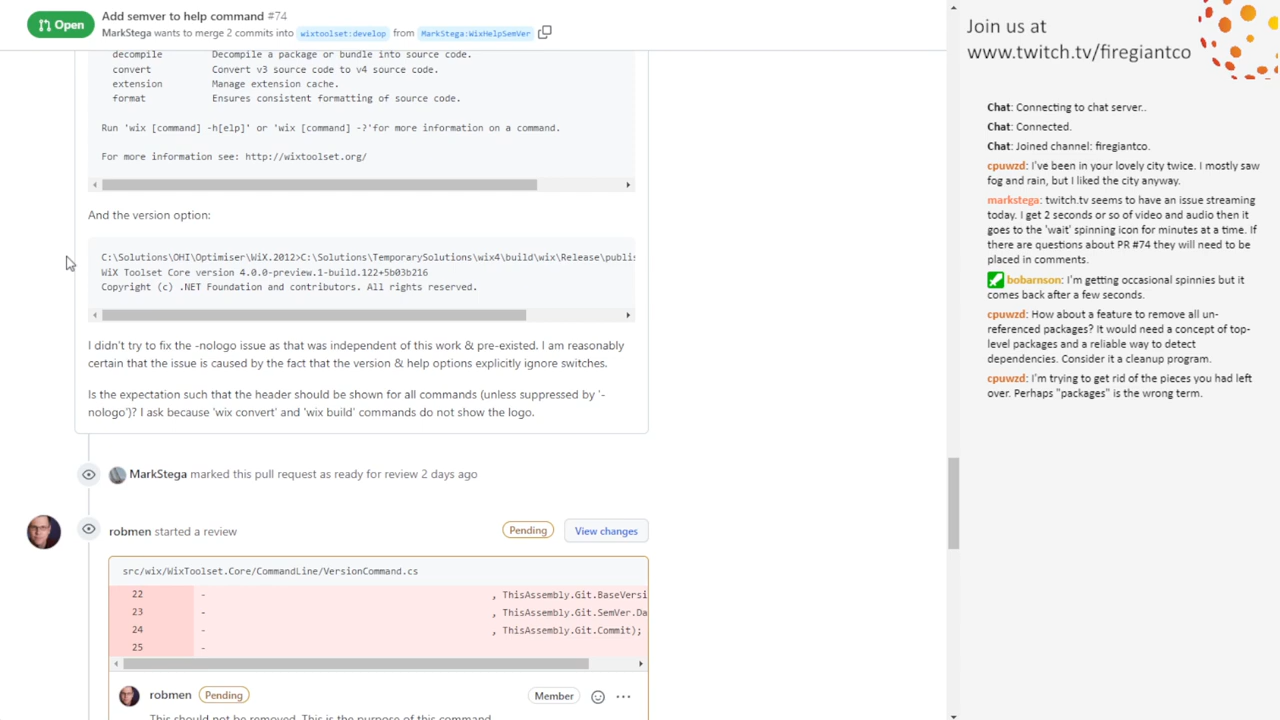 Open
Add semver to help command #74
MarkStega wants to merge 2 commits into wixtoolset:develop from MarkStega:WixHelpSemVer
decompile Decompile a package or bundle into source code.
convert Convert v3 source code to v4 source code.
extension Manage extension cache.
format Ensures consistent formatting of source code.
Run 'wix [command] -h[elp]' or 'wix [command] -?'for more information on a command.
For more information see: http://wixtoolset.org/
And the version option:
C:\Solutions\OHI\Optimiser\WiX.2012>C:\Solutions\TemporarySolutions\wix4\build\wix\Release\publis
WiX Toolset Core version 4.0.0-preview.1-build.122+5b03b216
Copyright (c) .NET Foundation and contributors. All rights reserved.
I didn't try to fix the -nologo issue as that was independent of this work & pre-existed. I am reasonably
certain that the issue is caused by the fact that the version & help options explicitly ignore switches.
Is the expectation such that the header should be shown for all commands (unless suppressed by '-
nologo')? I ask because 'wix convert' and 'wix build' commands do not show the logo.
MarkStega marked this pull request as ready for review 2 days ago
robmen started a review
Pending
View changes
src/wix/WixToolset.Core/CommandLine/VersionCommand.cs
22 - , ThisAssembly.Git.BaseVersi
23 - , ThisAssembly.Git.SemVer.Da
24 - , ThisAssembly.Git.Commit);
25 -
robmen Pending Member
This should not be removed. This is the purpose of this command.
Join us at
www.twitch.tv/firegiantco
Chat: Connecting to chat server..
Chat: Connected.
Chat: Joined channel: firegiantco.
cpuwzd: I've been in your lovely city twice. I mostly saw
fog and rain, but I liked the city anyway.
markstega: twitch.tv seems to have an issue streaming
today. I get 2 seconds or so of video and audio then it
goes to the 'wait' spinning icon for minutes at a time. If
there are questions about PR #74 they will need to be
placed in comments.
bobarnson: I'm getting occasional spinnies but it
comes back after a few seconds.
cpuwzd: How about a feature to remove all un-
referenced packages? It would need a concept of top-
level packages and a reliable way to detect
dependencies. Consider it a cleanup program.
cpuwzd: I'm trying to get rid of the pieces you had left
over. Perhaps "packages" is the wrong term.